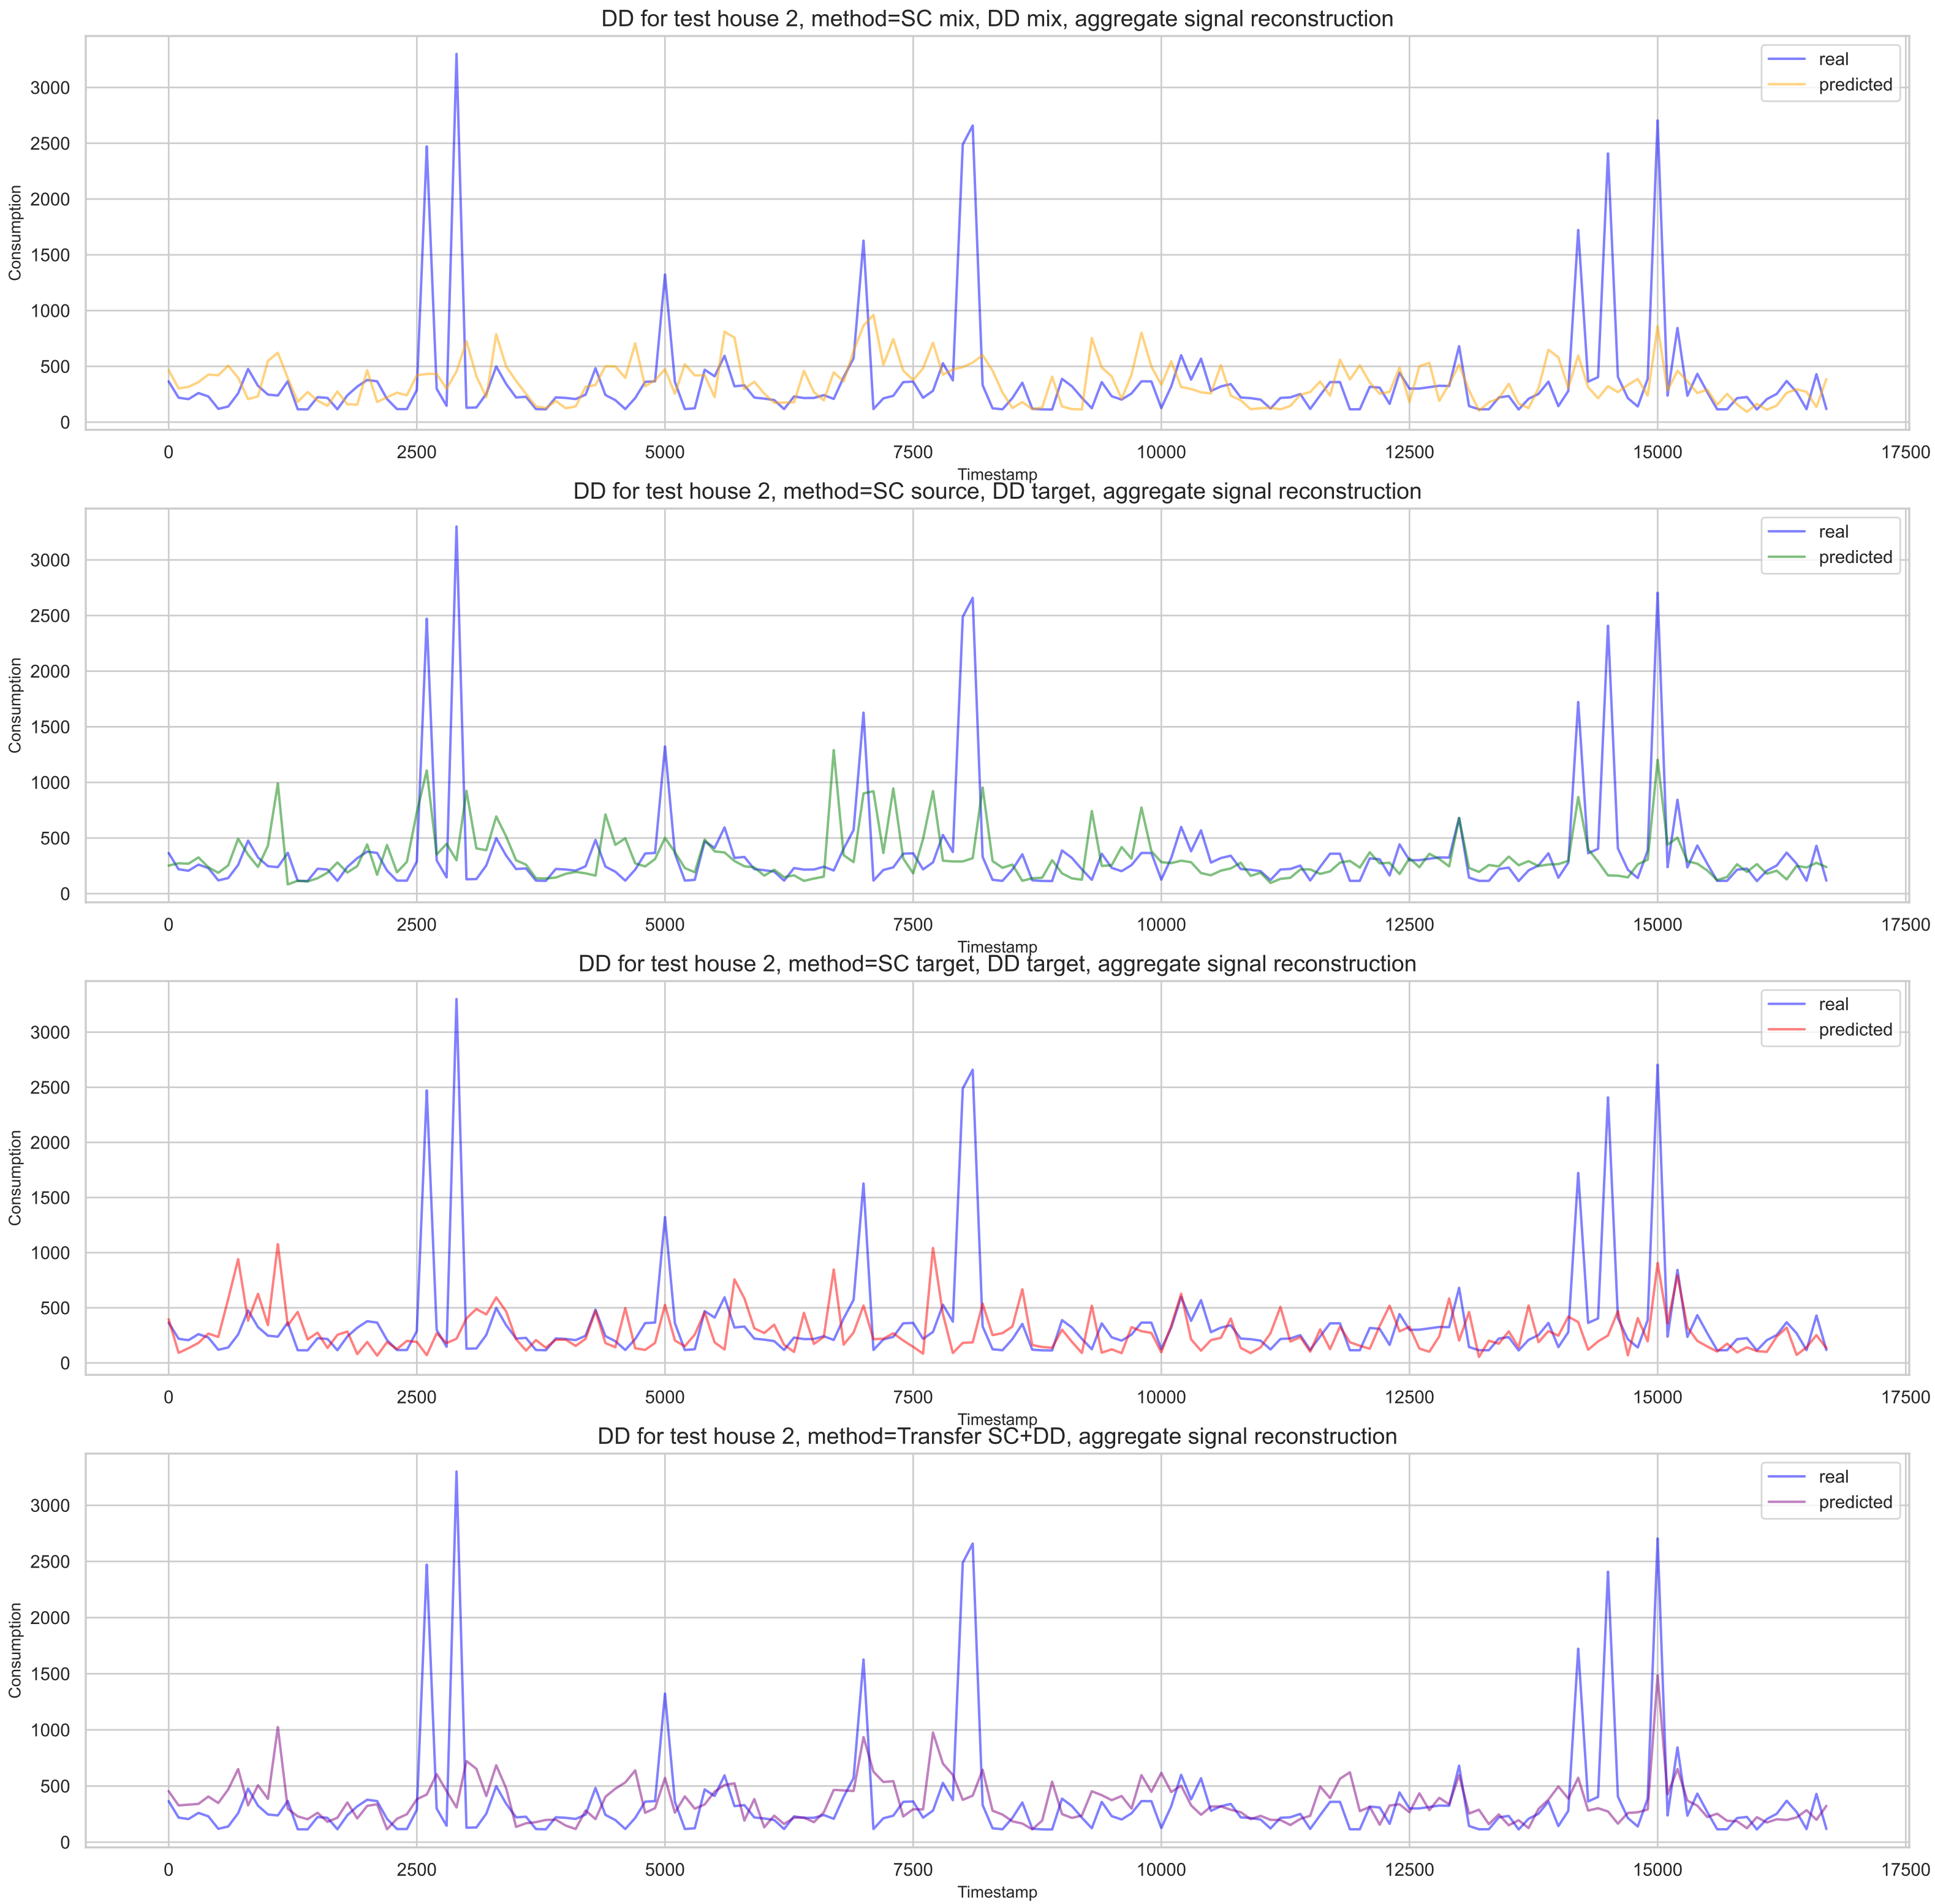 DD for test house 2, method=SC mix, DD mix, aggregate signal reconstruction
real
predicted
3000
2500
2000
1500
1000
500
0
Consumption
0 2500 5000 7500 10000 12500 15000 17500
Timestamp
DD for test house 2, method=SC source, DD target, aggregate signal reconstruction
real
predicted
3000
2500
2000
1500
1000
500
0
Consumption
0 2500 5000 7500 10000 12500 15000 17500
Timestamp
DD for test house 2, method=SC target, DD target, aggregate signal reconstruction
real
predicted
3000
2500
2000
1500
1000
500
0
Consumption
0 2500 5000 7500 10000 12500 15000 17500
Timestamp
DD for test house 2, method=Transfer SC+DD, aggregate signal reconstruction
real
predicted
3000
2500
2000
1500
1000
500
0
Consumption
0 2500 5000 7500 10000 12500 15000 17500
Timestamp